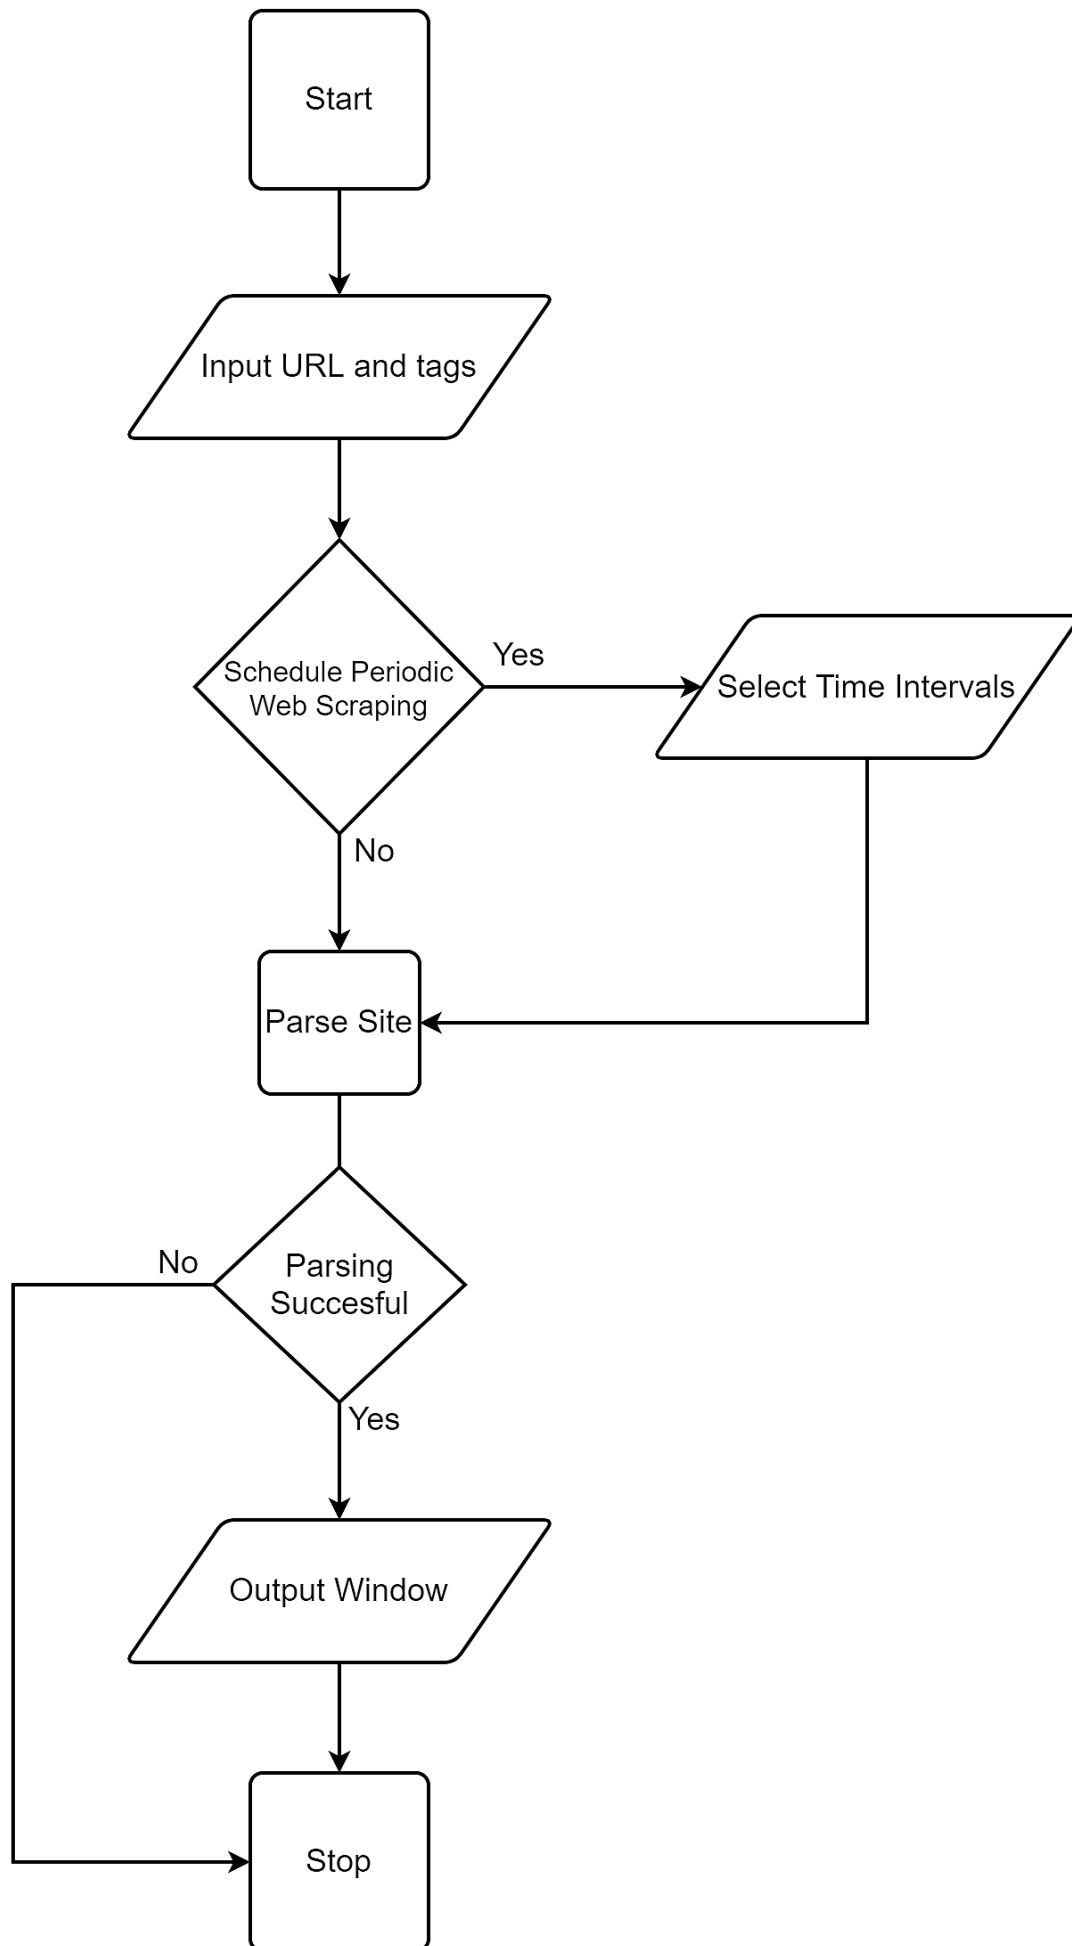 Start
Input URL and tags
Schedule Periodic
Web Scraping
Yes
Select Time Intervals
No
Parse Site
No
Parsing
Succesful
Yes
Output Window
Stop